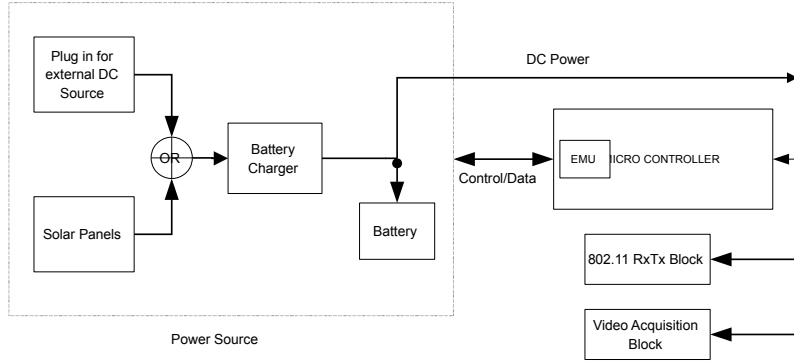 Plug in for
external DC
Source
DC Power
OR
Battery
Charger
EMU
MICRO CONTROLLER
Control/Data
Solar Panels
Battery
802.11 RxTx Block
Video Acquisition
Block
Power Source